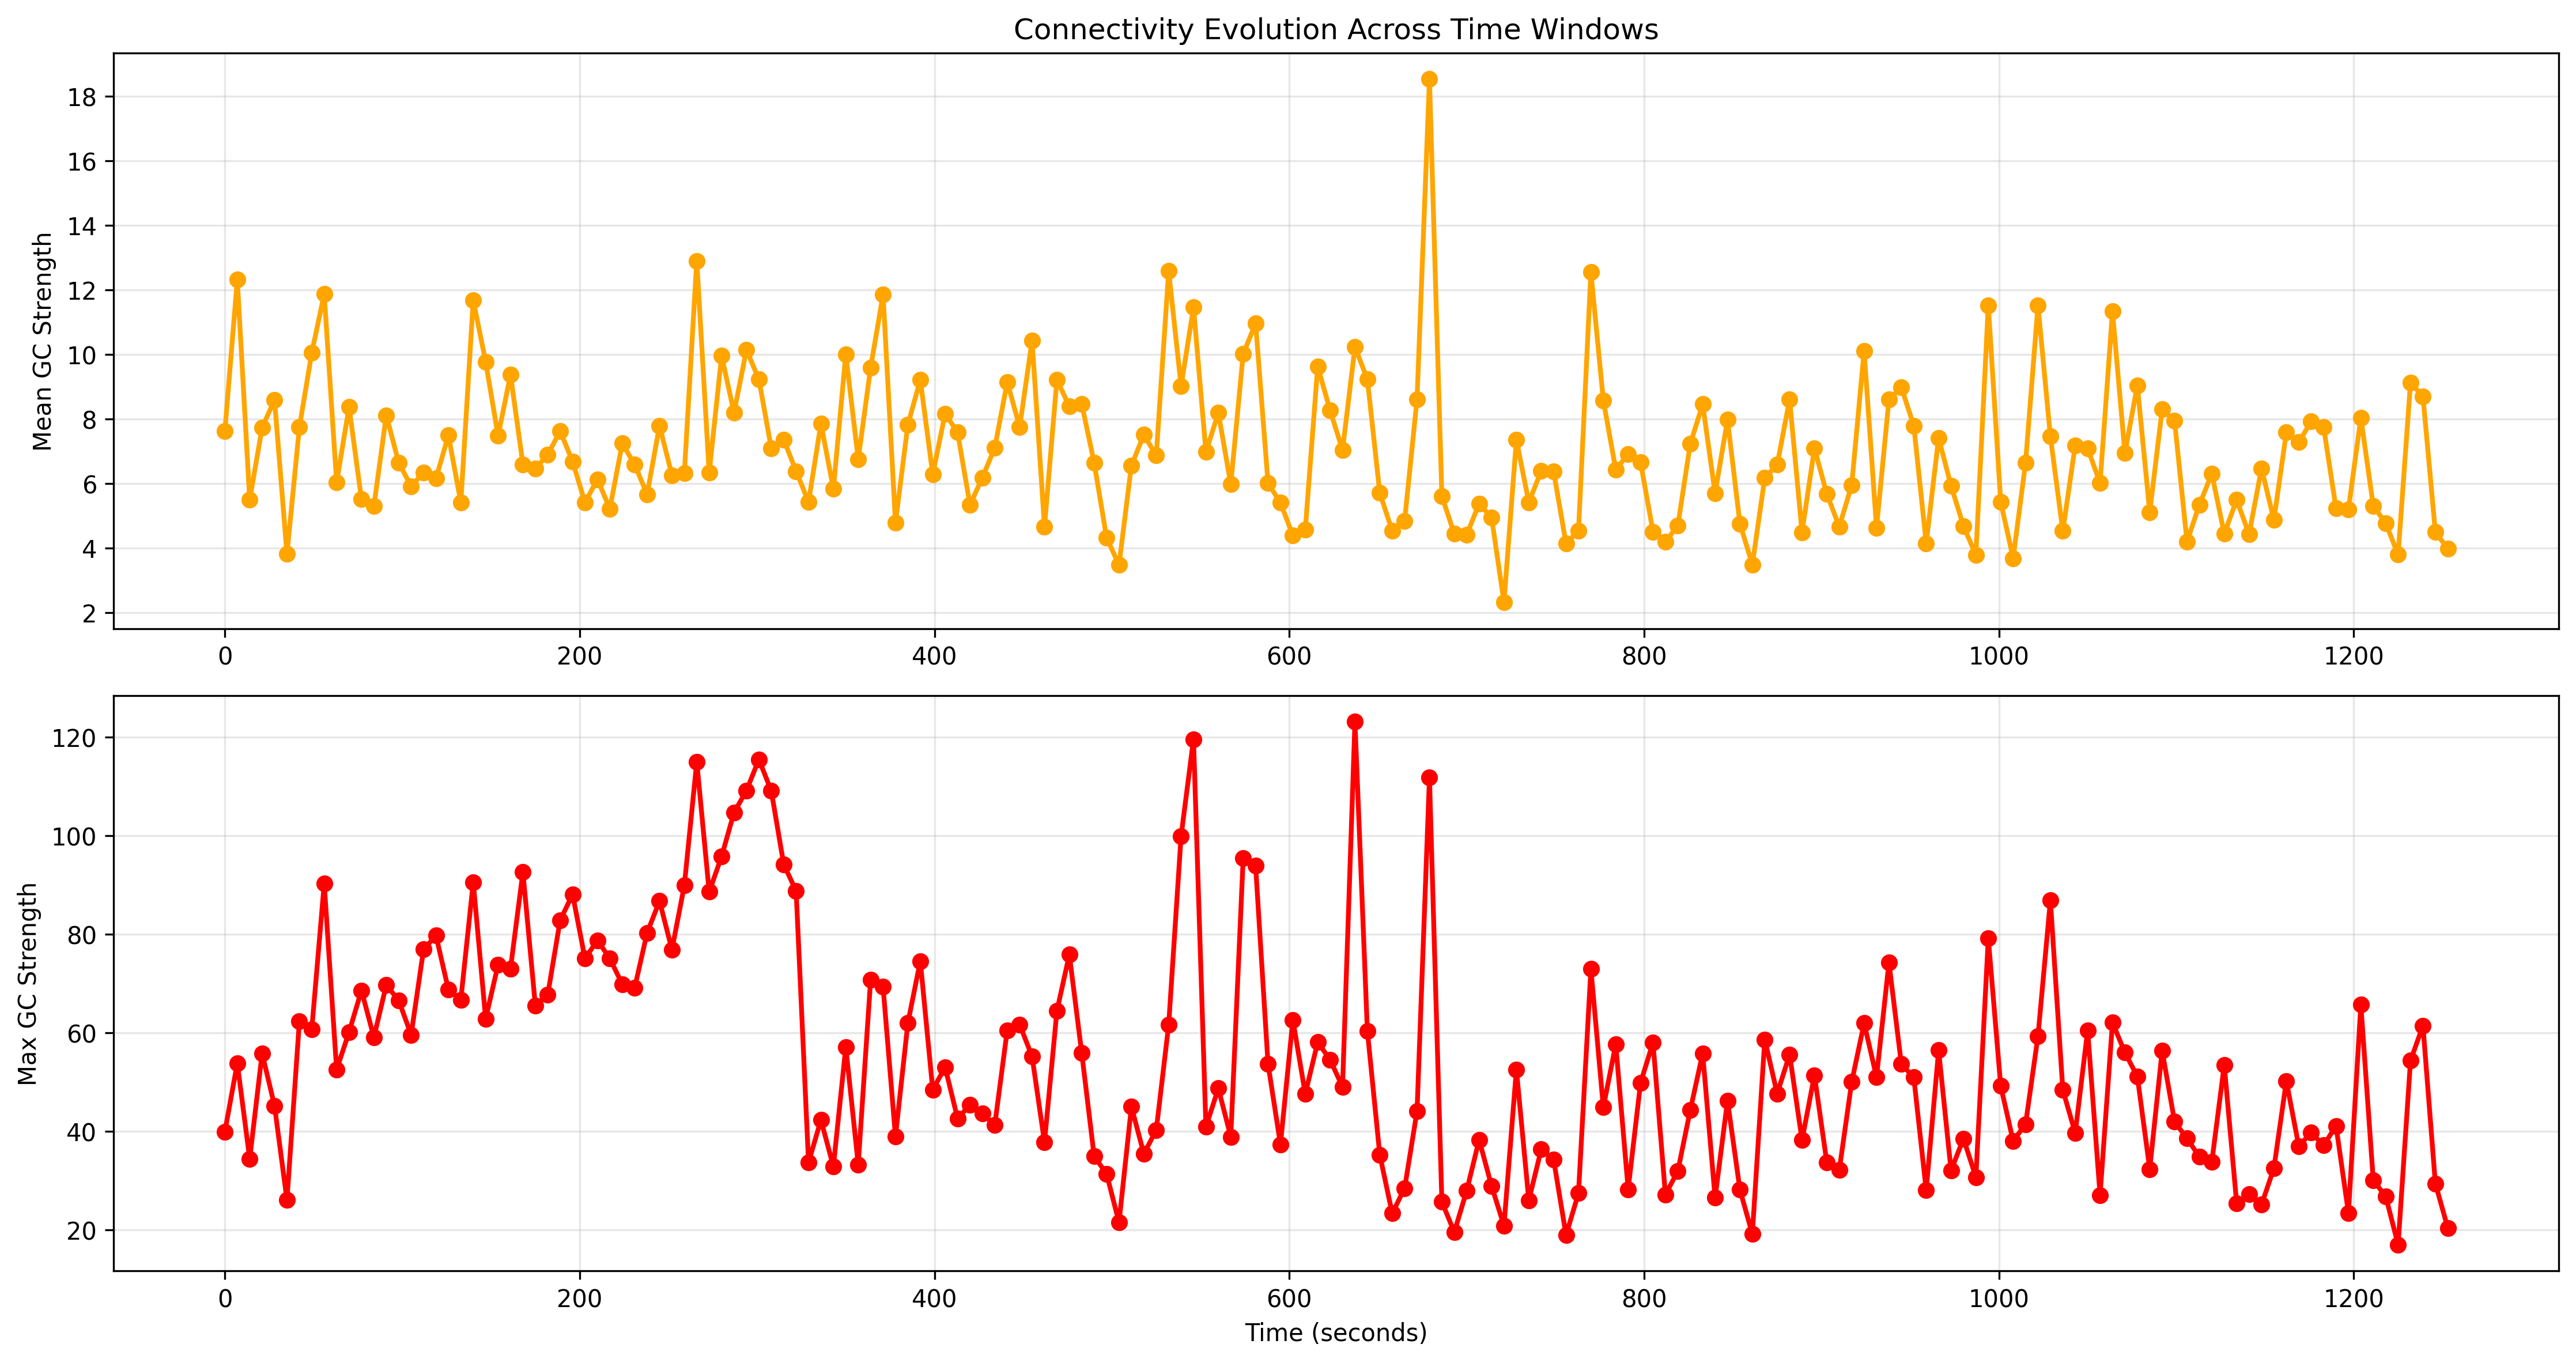 Connectivity Evolution Across Time Windows
Mean GC Strength
18
16
14
12
10
8
6
4
2
0 200 400 600 800 1000 1200
Max GC Strength
120
100
80
60
40
20
0 200 400 600 800 1000 1200
Time (seconds)